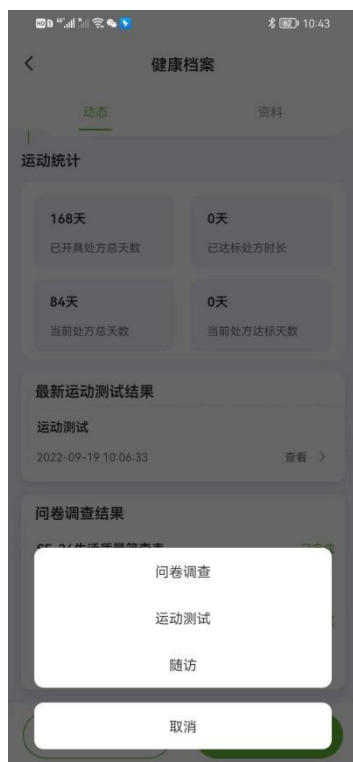 10:43
健康档案
动态
资料
运动统计
168天
0天
已开具处方总天数
已达标处方时长
84天
0天
当前处方总天数
当前处方达标天数
最新运动测试结果
运动测试
2022-09-19 10:06:33
查看
问卷调查结果
问卷调查
运动测试
随访
取消